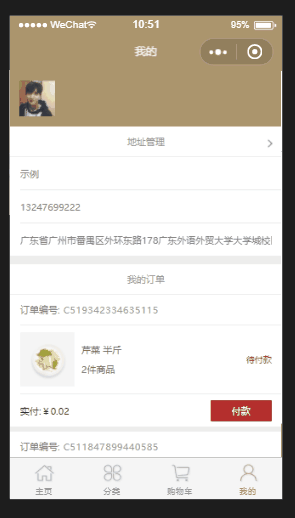 WeChat 10:51 95%
我的
地址管理
示例
13247699222
广东省广州市番禺区外环东路178广东外语外贸大学大学城校
我的订单
订单编号: C519342334635115
芹菜 半斤
2件商品
待付款
实付:¥ 0.02
付款
订单编号: C511847899440585
主页 分类 购物车 我的